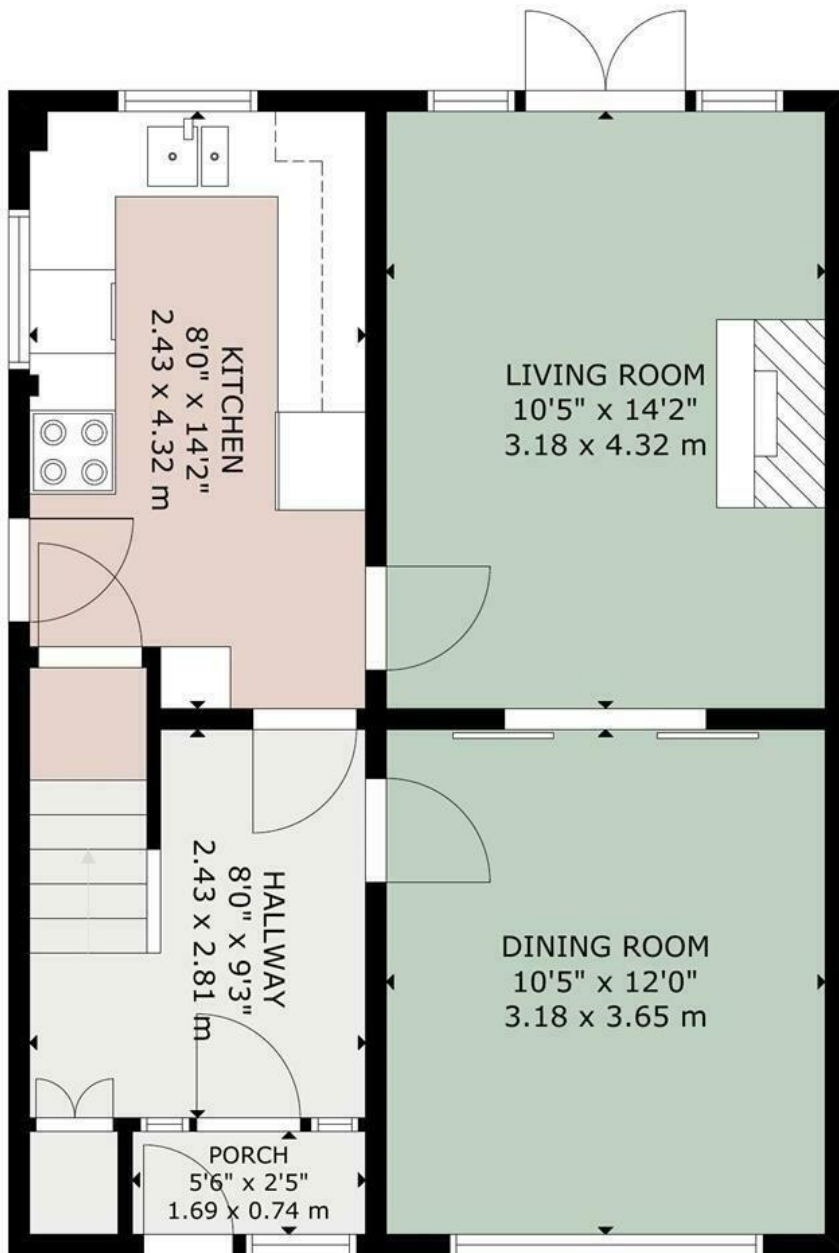 KITCHEN
8'0" x 14'2"
2.43 x 4.32 m
LIVING ROOM
10'5" x 14'2"
3.18 x 4.32 m
HALLWAY
8'0" x 9'3"
2.43 x 2.81 m
DINING ROOM
10'5" x 12'0"
3.18 x 3.65 m
PORCH
5'6" x 2'5"
1.69 x 0.74 m